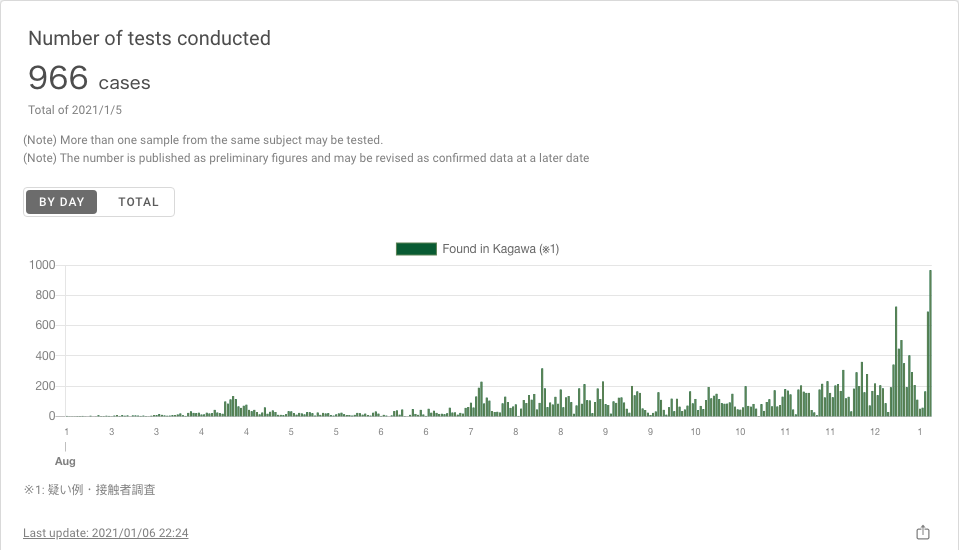 Number of tests conducted
966 cases
Total of 2021/1/5
(Note) More than one sample from the same subject may be tested.
(Note) The number is published as preliminary figures and may be revised as confirmed data at a later date
BY DAY TOTAL
Found in Kagawa (※1)
1000
800
600
400
200
0
1 3 3 4 4 5 5 6 6 7 8 8 9 9 10 10 11 11 12 1
Aug
※1: 疑い例・接触者調査
Last update: 2021/01/06 22:24